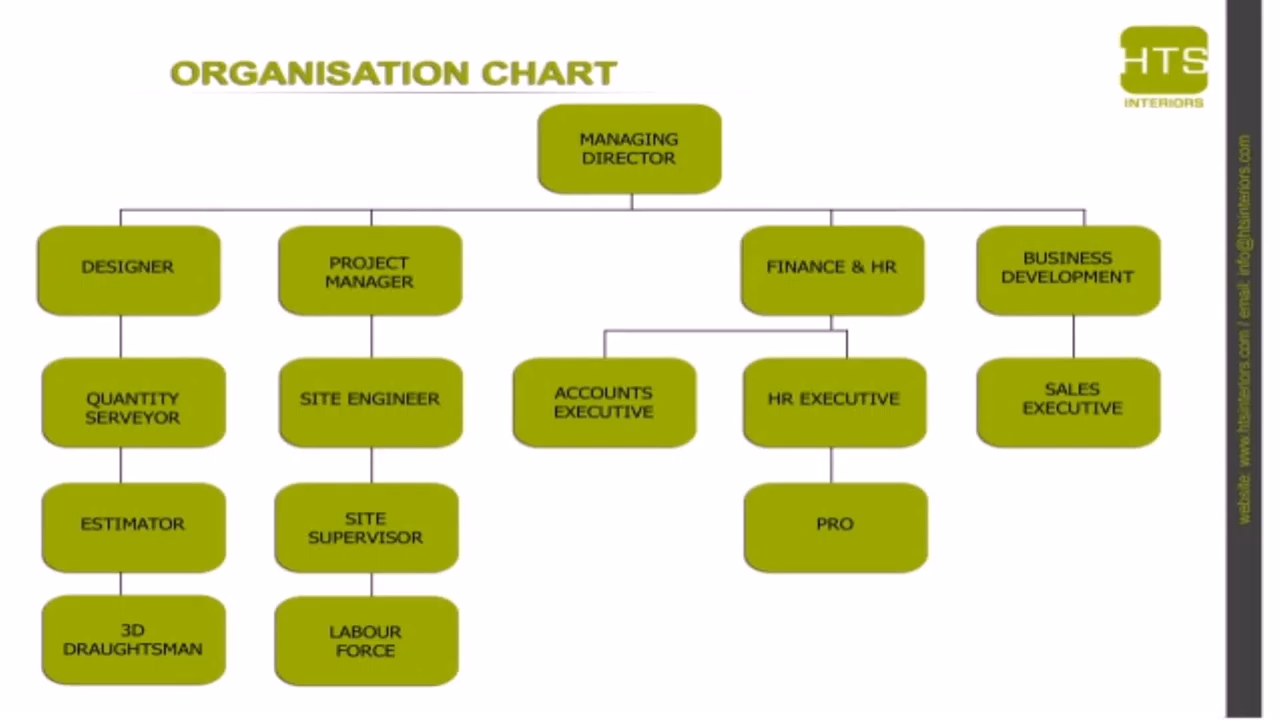 ORGANISATION CHART
HTS
INTERIORS
MANAGING
DIRECTOR
DESIGNER
PROJECT
MANAGER
FINANCE & HR
BUSINESS
DEVELOPMENT
QUANTITY
SERVEYOR
SITE ENGINEER
ACCOUNTS
EXECUTIVE
HR EXECUTIVE
SALES
EXECUTIVE
ESTIMATOR
SITE
SUPERVISOR
PRO
3D
DRAUGHTSMAN
LABOUR
FORCE
website: www.htsinteriors.com / email: info@htsinteriors.com